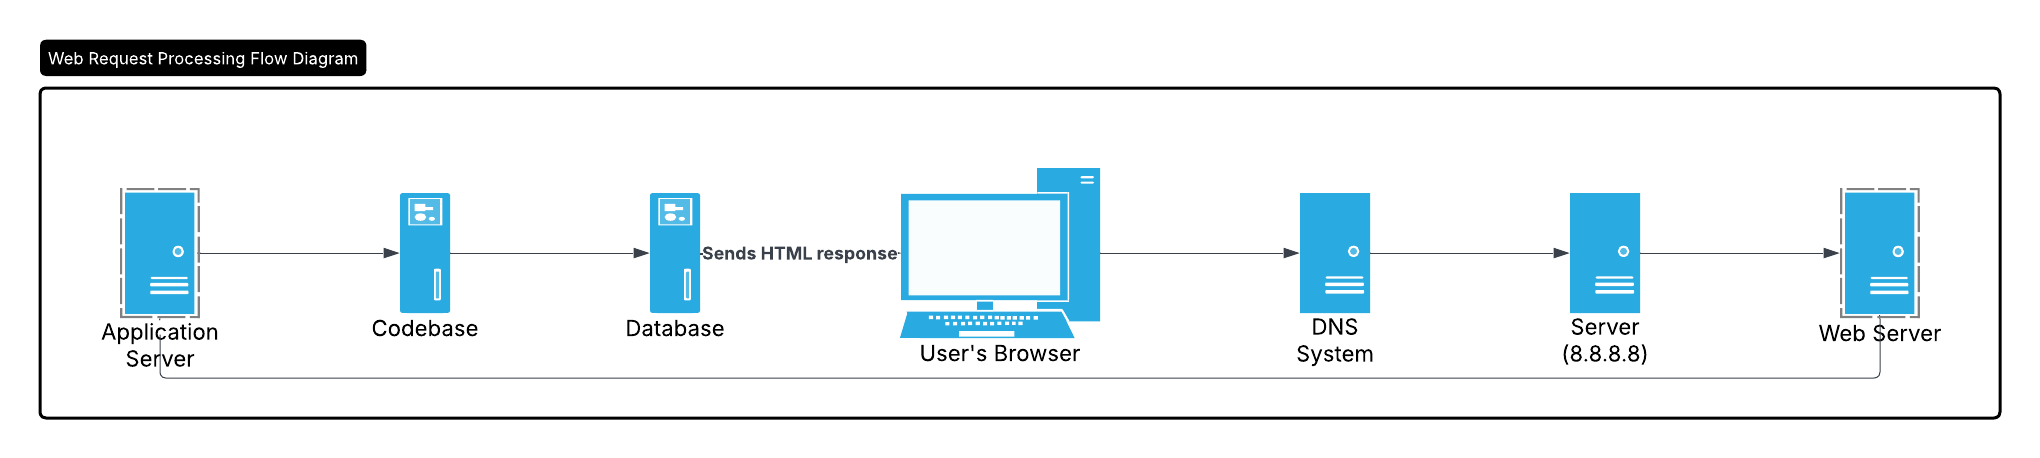 Web Request Processing Flow Diagram
Application
Server
Codebase
Database
Sends HTML response
User's Browser
DNS
System
Server
(8.8.8.8)
Web Server